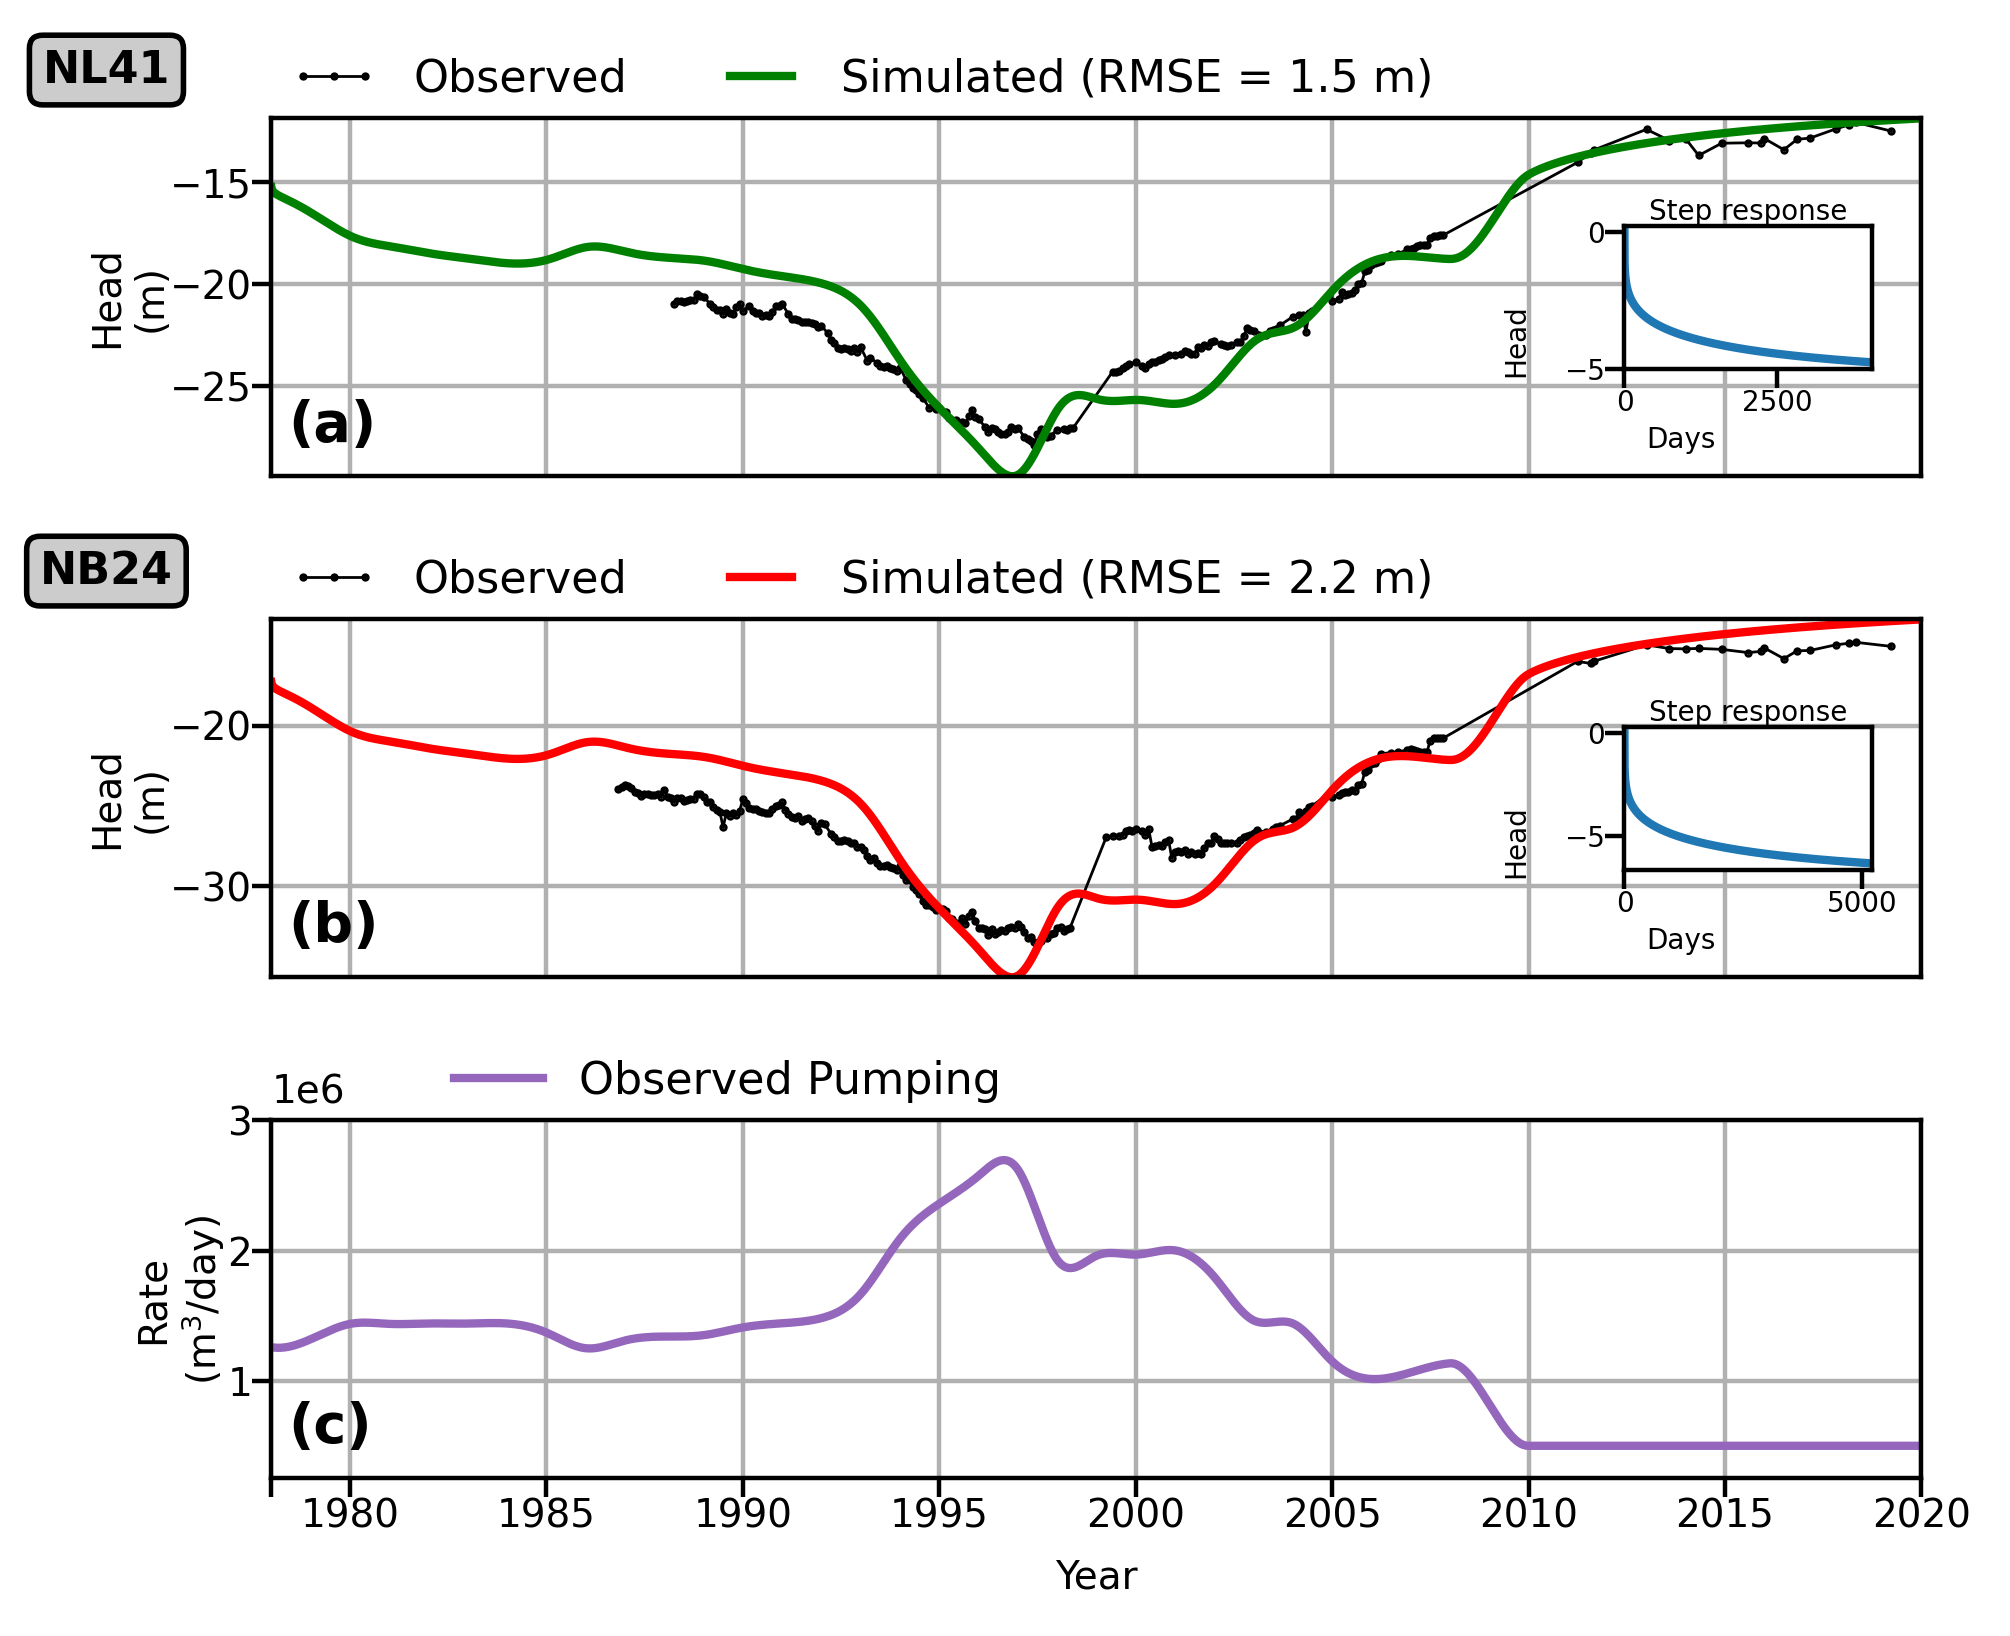 NL41
Observed
Simulated (RMSE = 1.5 m)
−15
−20
−25
Head
(m)
(a)
Step response
0
−5
Head
0
2500
Days
NB24
Observed
Simulated (RMSE = 2.2 m)
−20
−30
Head
(m)
(b)
Step response
0
−5
Head
0
5000
Days
1e6
Observed Pumping
3
2
1
Rate
(m³/day)
(c)
1980
1985
1990
1995
2000
2005
2010
2015
2020
Year